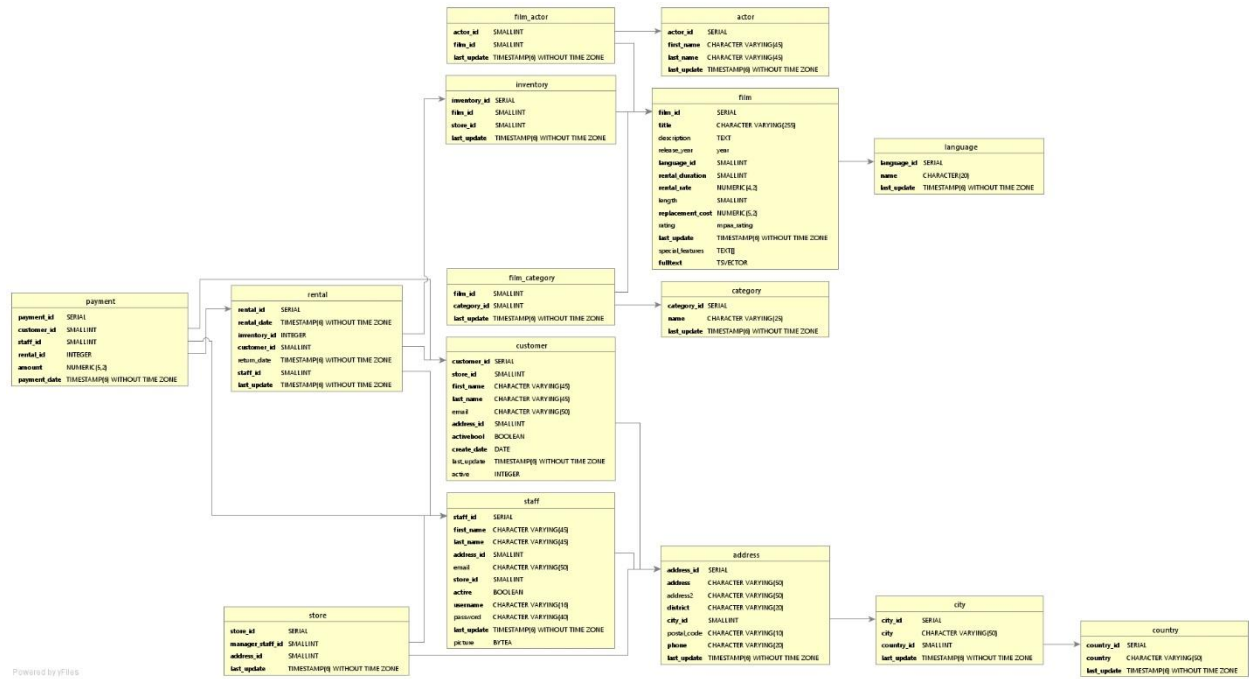 film_actor
actor_id SMALLINT
film_id SMALLINT
last_update TIMESTAMP(6) WITHOUT TIME ZONE
actor
actor_id SERIAL
first_name CHARACTER VARYING(45)
last_name CHARACTER VARYING(45)
last_update TIMESTAMP(6) WITHOUT TIME ZONE
inventory
inventory_id SERIAL
film_id SMALLINT
store_id SMALLINT
last_update TIMESTAMP(6) WITHOUT TIME ZONE
film
film_id SERIAL
title CHARACTER VARYING(255)
description TEXT
release_year year
language_id SMALLINT
rental_duration SMALLINT
rental_rate NUMERIC(4,2)
length SMALLINT
replacement_cost NUMERIC(5,2)
rating mpaa_rating
last_update TIMESTAMP(6) WITHOUT TIME ZONE
special_features TEXT[]
fulltext TSVECTOR
language
language_id SERIAL
name CHARACTER(20)
last_update TIMESTAMP(6) WITHOUT TIME ZONE
film_category
film_id SMALLINT
category_id SMALLINT
last_update TIMESTAMP(6) WITHOUT TIME ZONE
category
category_id SERIAL
name CHARACTER VARYING(25)
last_update TIMESTAMP(6) WITHOUT TIME ZONE
payment
payment_id SERIAL
customer_id SMALLINT
staff_id SMALLINT
rental_id INTEGER
amount NUMERIC(5,2)
payment_date TIMESTAMP(6) WITHOUT TIME ZONE
rental
rental_id SERIAL
rental_date TIMESTAMP(6) WITHOUT TIME ZONE
inventory_id INTEGER
customer_id SMALLINT
return_date TIMESTAMP(6) WITHOUT TIME ZONE
staff_id SMALLINT
last_update TIMESTAMP(6) WITHOUT TIME ZONE
customer
customer_id SERIAL
store_id SMALLINT
first_name CHARACTER VARYING(45)
last_name CHARACTER VARYING(45)
email CHARACTER VARYING(50)
address_id SMALLINT
activebool BOOLEAN
create_date DATE
last_update TIMESTAMP(6) WITHOUT TIME ZONE
active INTEGER
staff
staff_id SERIAL
first_name CHARACTER VARYING(45)
last_name CHARACTER VARYING(45)
address_id SMALLINT
email CHARACTER VARYING(50)
store_id SMALLINT
active BOOLEAN
username CHARACTER VARYING(16)
password CHARACTER VARYING(40)
last_update TIMESTAMP(6) WITHOUT TIME ZONE
picture BYTEA
store
store_id SERIAL
manager_staff_id SMALLINT
address_id SMALLINT
last_update TIMESTAMP(6) WITHOUT TIME ZONE
address
address_id SERIAL
address CHARACTER VARYING(50)
address2 CHARACTER VARYING(50)
district CHARACTER VARYING(20)
city_id SMALLINT
postal_code CHARACTER VARYING(10)
phone CHARACTER VARYING(20)
last_update TIMESTAMP(6) WITHOUT TIME ZONE
city
city_id SERIAL
city CHARACTER VARYING(50)
country_id SMALLINT
last_update TIMESTAMP(6) WITHOUT TIME ZONE
country
country_id SERIAL
country CHARACTER VARYING(50)
last_update TIMESTAMP(6) WITHOUT TIME ZONE
Powered by yFiles